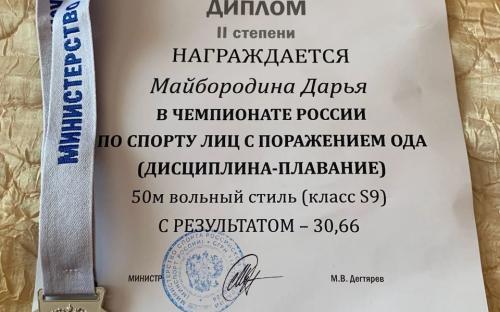 ДИПЛОМ
II степени
НАГРАЖДАЕТСЯ
Майбородина Дарья
В ЧЕМПИОНАТЕ РОССИИ
ПО СПОРТУ ЛИЦ С ПОРАЖЕНИЕМ ОДА
(ДИСЦИПЛИНА-ПЛАВАНИЕ)
50м вольный стиль (класс S9)
С РЕЗУЛЬТАТОМ – 30,66
МИНИСТР
М.В. Дегтярев
МИНИСТЕРСТВО